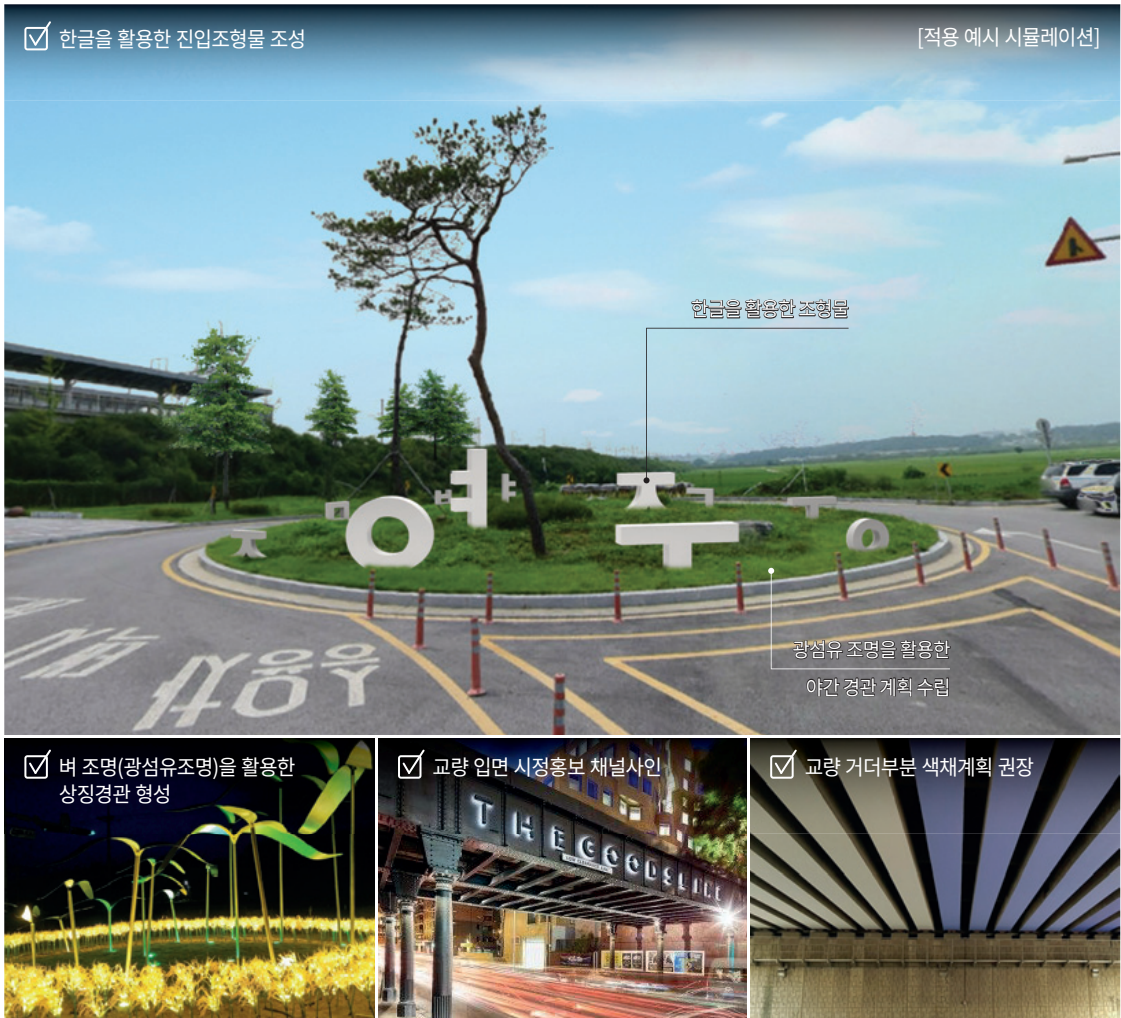 한글을 활용한 진입조형물 조성
[적용 예시 시뮬레이션]
한글을 활용한 조형물
광섬유 조명을 활용한
야간 경관 계획 수립
벼 조명(광섬유조명)을 활용한
상징경관 형성
교량 입면 시정홍보 채널사인
THE GOODS LINE
교량 거더부분 색채계획 권장